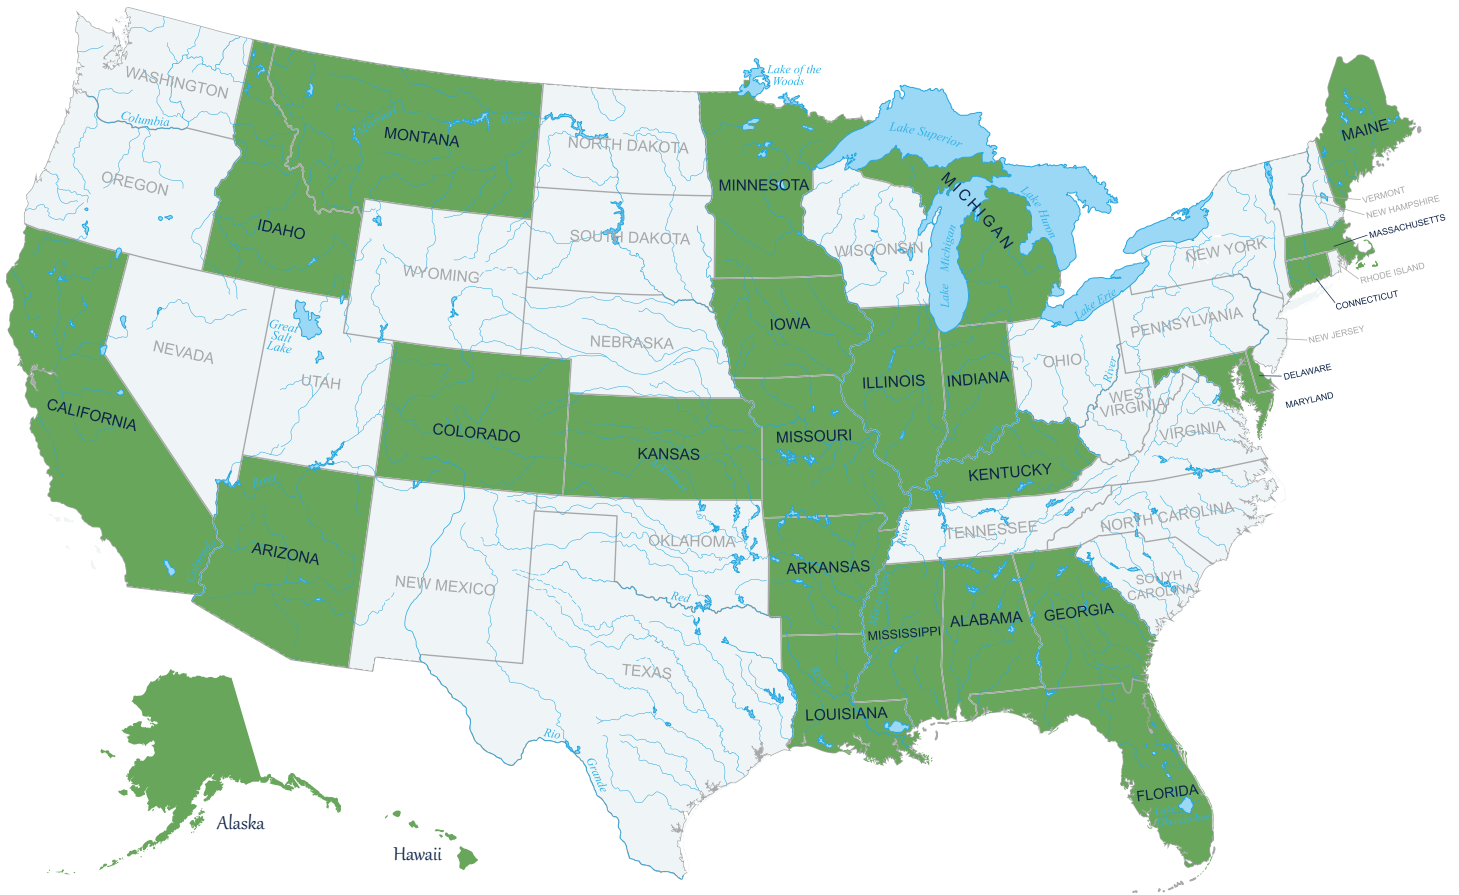 Lake of the
Woods
WASHINGTON
Columbia
MONTANA
NORTH DAKOTA
MINNESOTA
Lake Superior
MAINE
OREGON
IDAHO
SOUTH DAKOTA
WISCONSIN
MICHIGAN
Lake Huron
Lake Michigan
VERMONT
NEW HAMPSHIRE
MASSACHUSETTS
NEW YORK
RHODE ISLAND
CONNECTICUT
WYOMING
Lake Erie
IOWA
NEBRASKA
PENNSYLVANIA
NEW JERSEY
Great
Salt
Lake
NEVADA
UTAH
ILLINOIS
INDIANA
OHIO
River
DELAWARE
MARYLAND
WEST
VIRGINIA
VIRGINIA
CALIFORNIA
COLORADO
KANSAS
MISSOURI
KENTUCKY
ARIZONA
NEW MEXICO
OKLAHOMA
ARKANSAS
River
TENNESSEE
NORTH CAROLINA
SOUYH
CAROLINA
Red
MISSISSIPPI
ALABAMA
GEORGIA
TEXAS
LOUISIANA
Rio
Grande
FLORIDA
Alaska
Hawaii